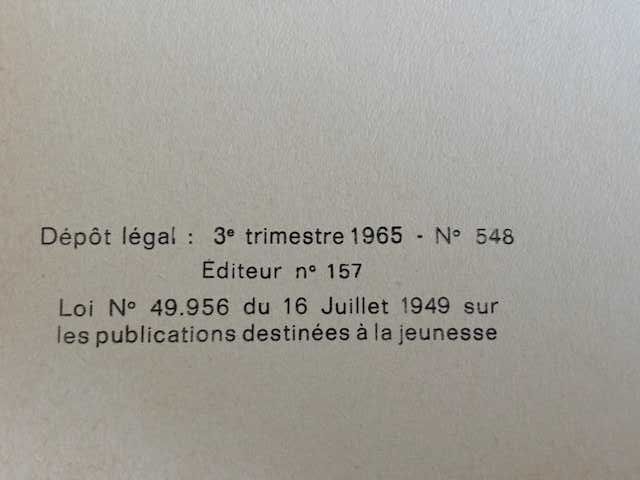 Dépôt légal : 3e trimestre 1965 - No 548
Éditeur no 157
Loi No 49.956 du 16 Juillet 1949 sur
les publications destinées à la jeunesse